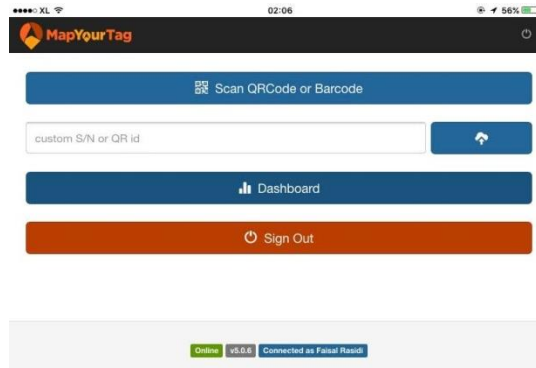 XL 02:06 56%
MapYourTag
Scan QRCode or Barcode
custom S/N or QR id
Dashboard
Sign Out
Online v5.0.6 Connected as Faisal Rasidi